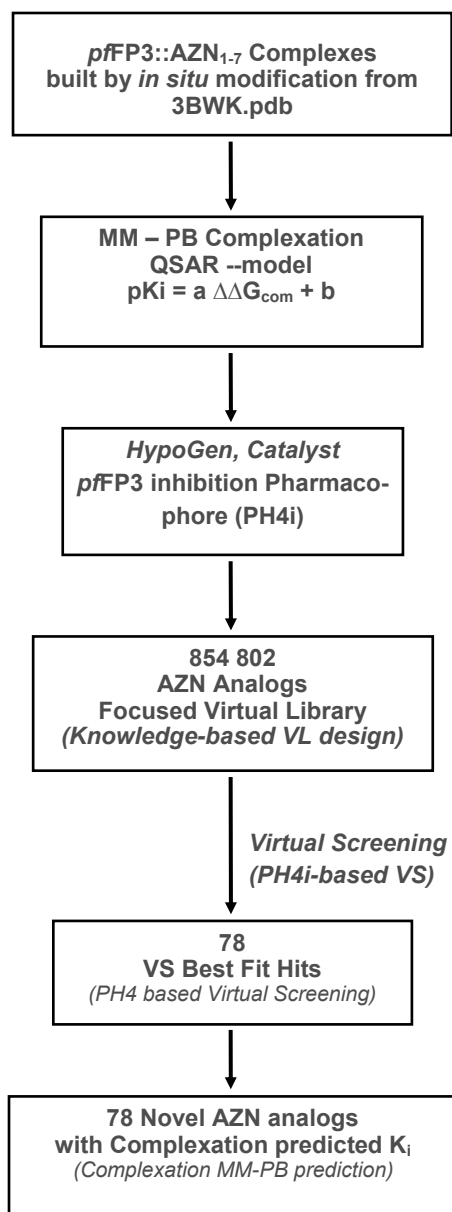 pfFP3::AZN1-7 Complexes
built by in situ modification from
3BWK.pdb
MM – PB Complexation
QSAR --model
pKi = a ΔΔGcom + b
HypoGen, Catalyst
pfFP3 inhibition Pharmaco-
phore (PH4i)
854 802
AZN Analogs
Focused Virtual Library
(Knowledge-based VL design)
Virtual Screening
(PH4i-based VS)
78
VS Best Fit Hits
(PH4 based Virtual Screening)
78 Novel AZN analogs
with Complexation predicted Ki
(Complexation MM-PB prediction)